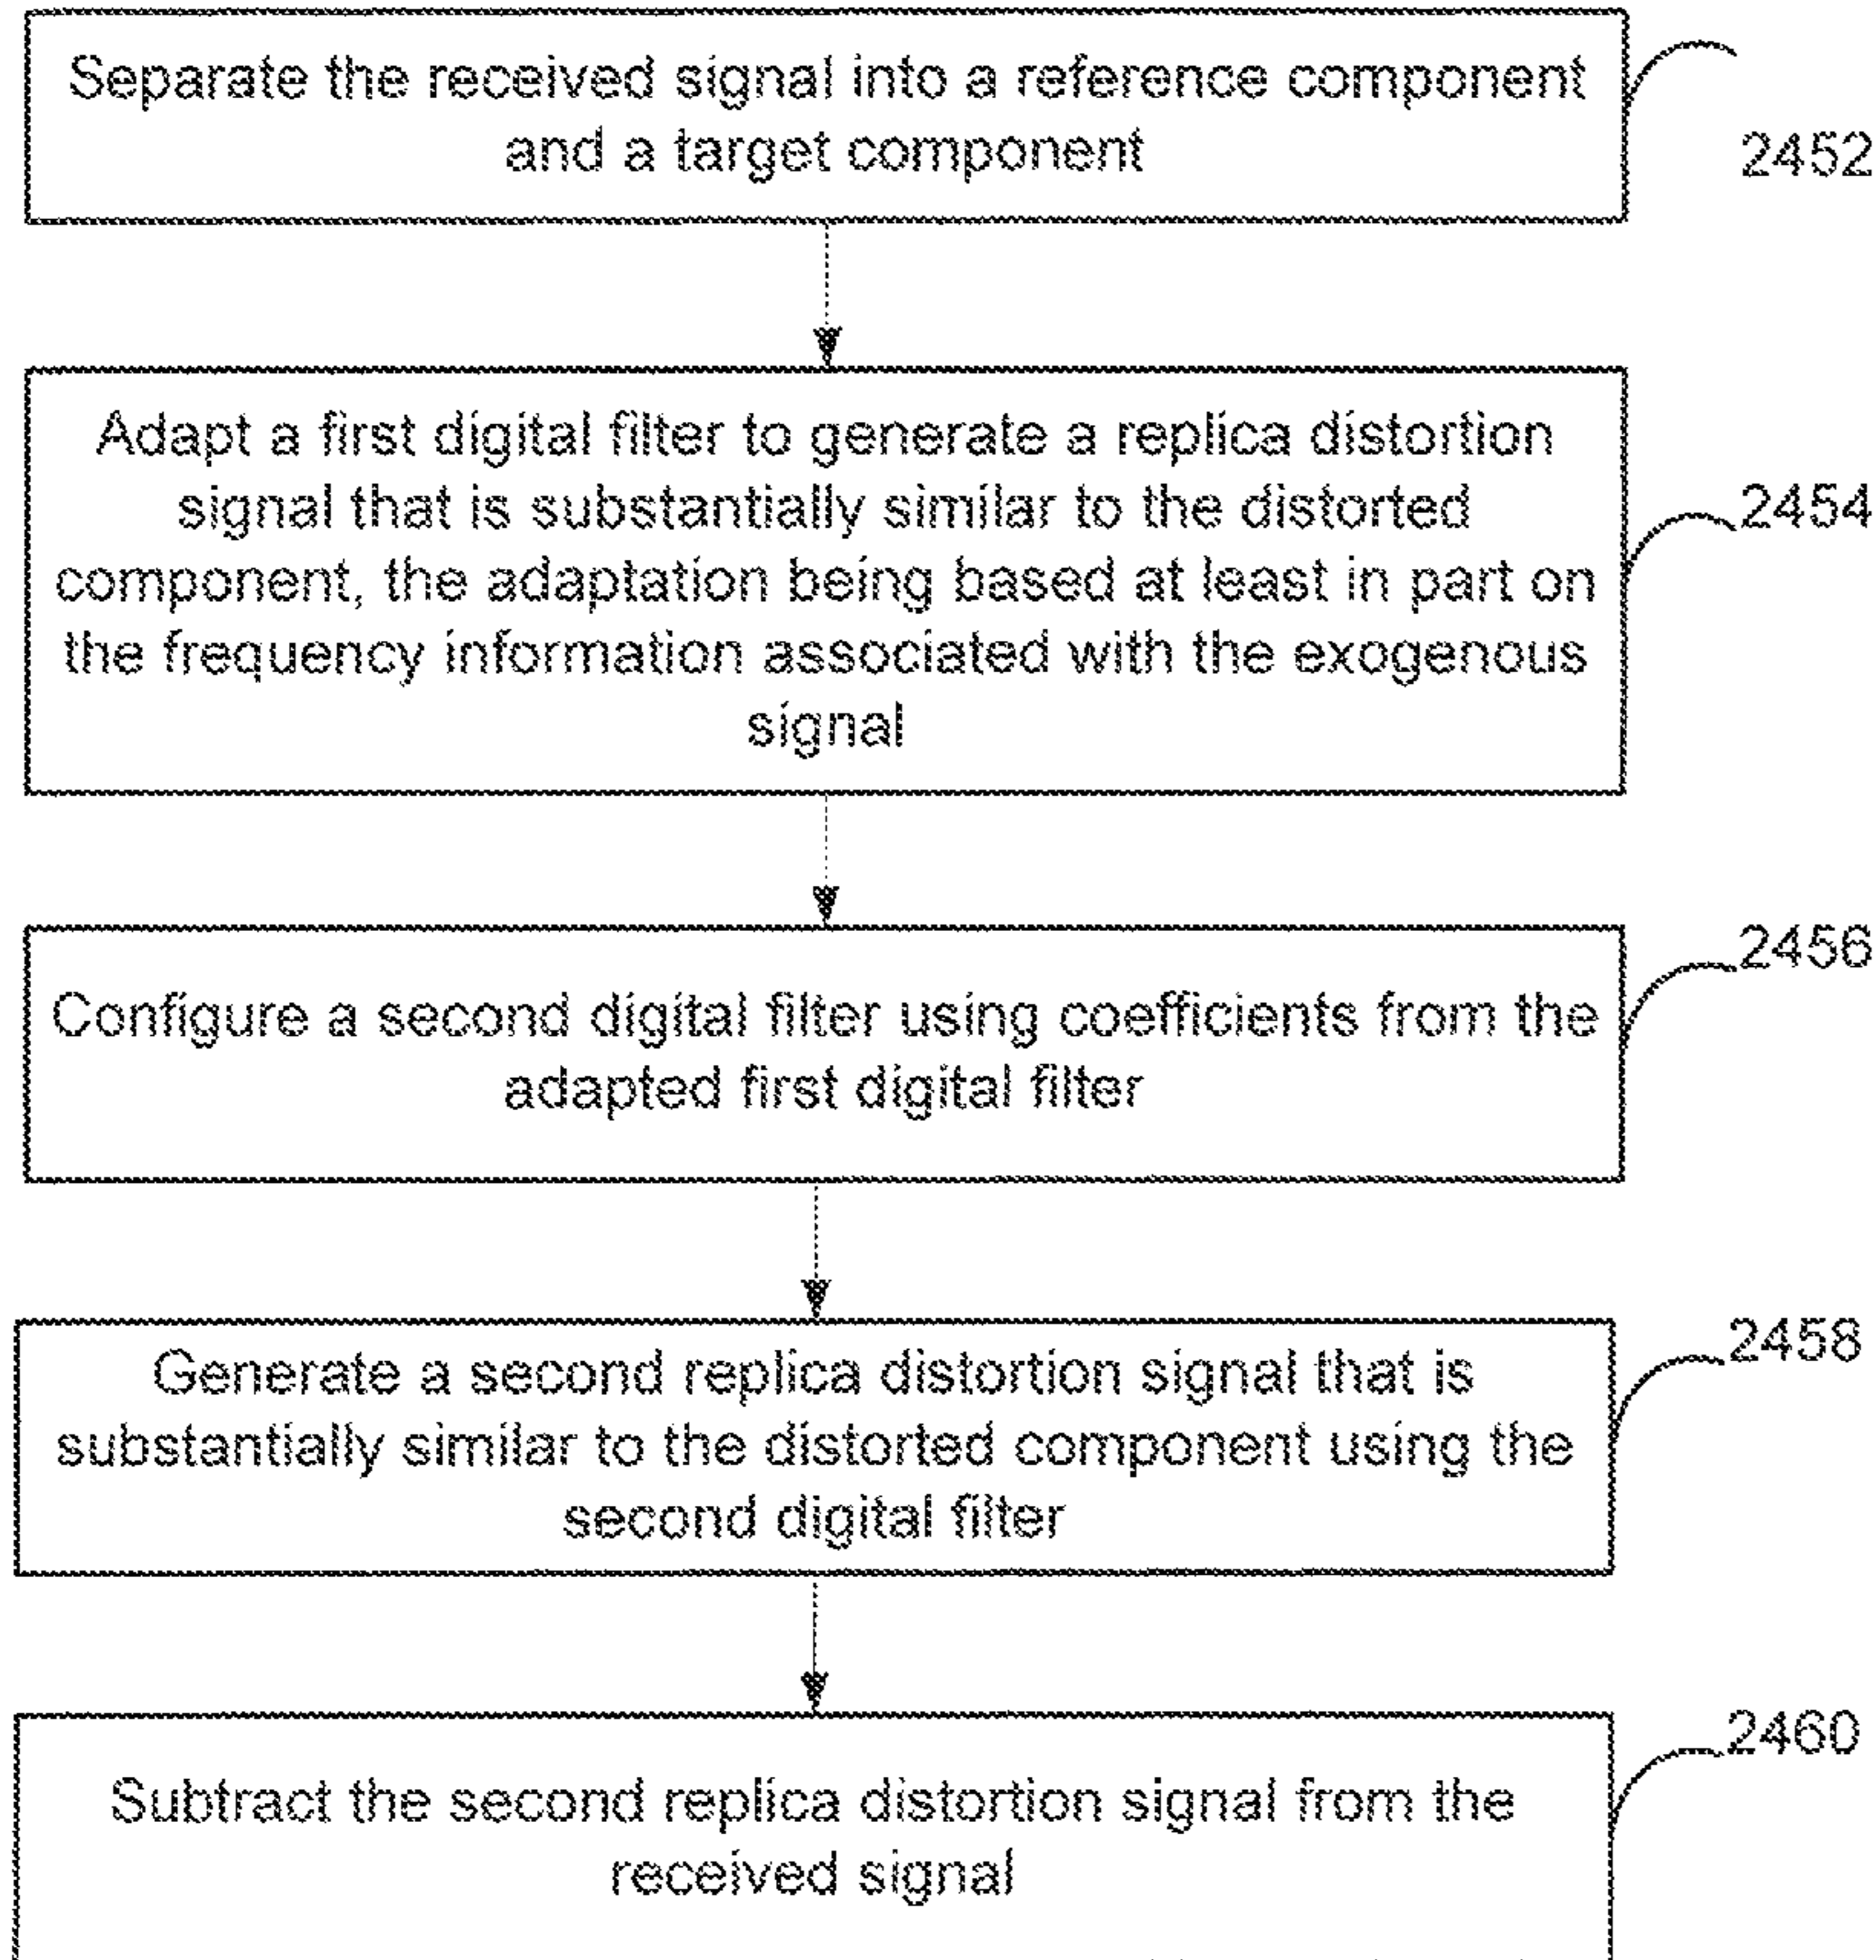 Separate the received signal into a reference component
and a target component
2452
Adapt a first digital filter to generate a replica distortion
signal that is substantially similar to the distorted
component, the adaptation being based at least in part on
the frequency information associated with the exogenous
signal
2454
Configure a second digital filter using coefficients from the
adapted first digital filter
2456
Generate a second replica distortion signal that is
substantially similar to the distorted component using the
second digital filter
2458
Subtract the second replica distortion signal from the
received signal
2460